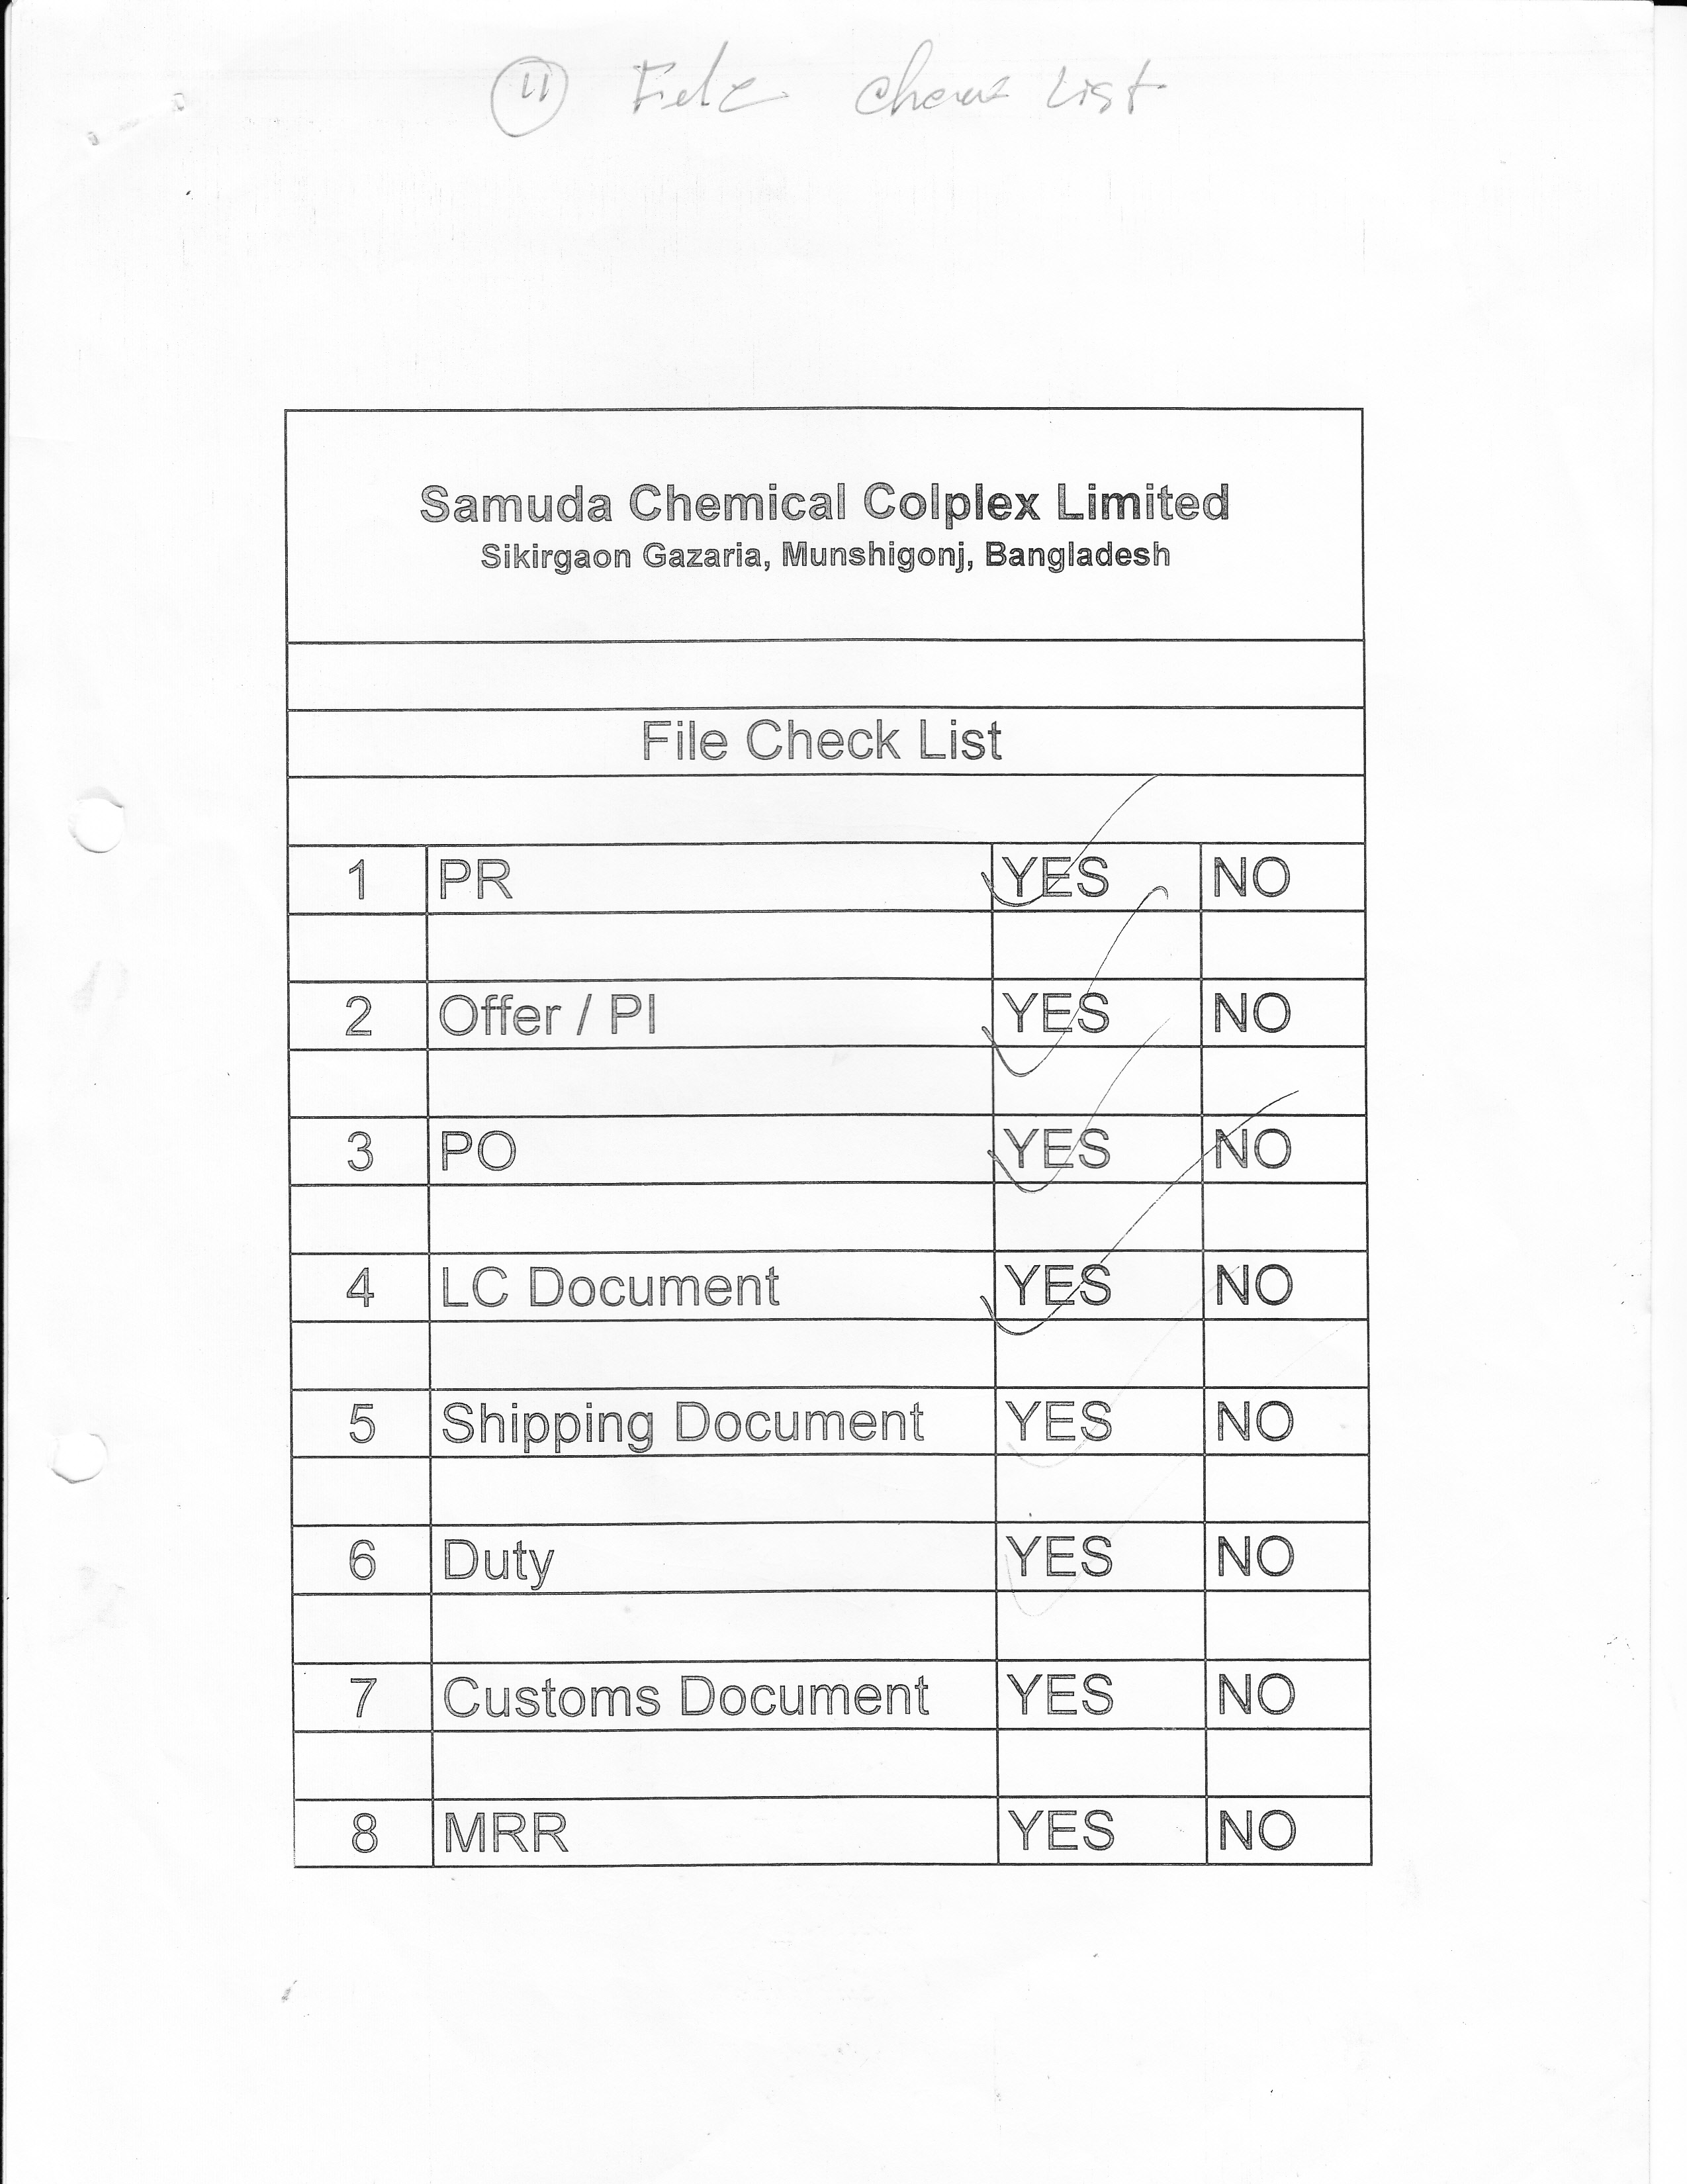 11 File Check List
Samuda Chemical Colplex Limited
Sikirgaon Gazaria, Munshigonj, Bangladesh
File Check List
1 PR YES NO
2 Offer / PI YES NO
3 PO YES NO
4 LC Document YES NO
5 Shipping Document YES NO
6 Duty YES NO
7 Customs Document YES NO
8 MRR YES NO